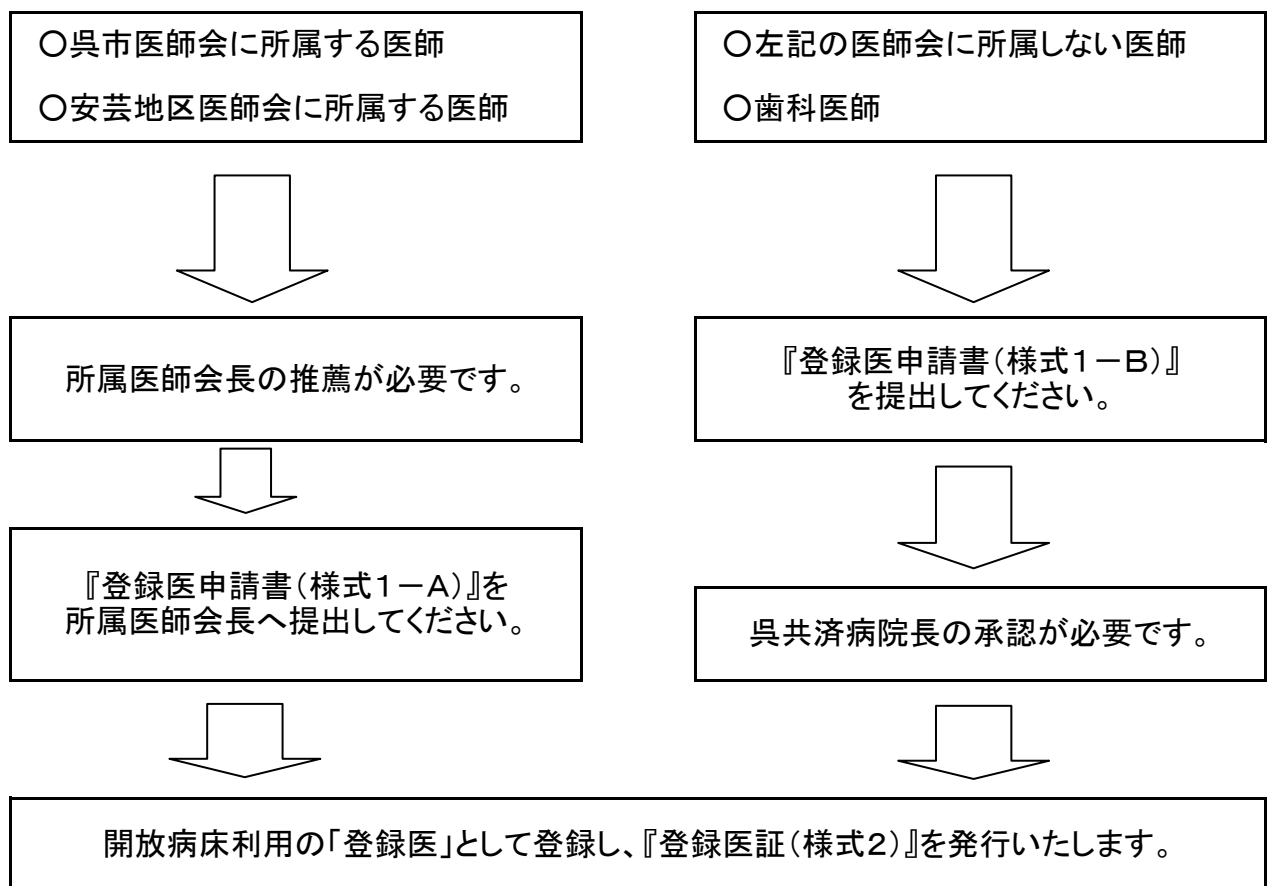 〇呉市医師会に所属する医師
〇安芸地区医師会に所属する医師
〇左記の医師会に所属しない医師
〇歯科医師
所属医師会長の推薦が必要です。
『登録医申請書(様式1-B)』
を提出してください。
『登録医申請書(様式1-A)』を
所属医師会長へ提出してください。
呉共済病院長の承認が必要です。
開放病床利用の「登録医」として登録し、『登録医証(様式2)』を発行いたします。